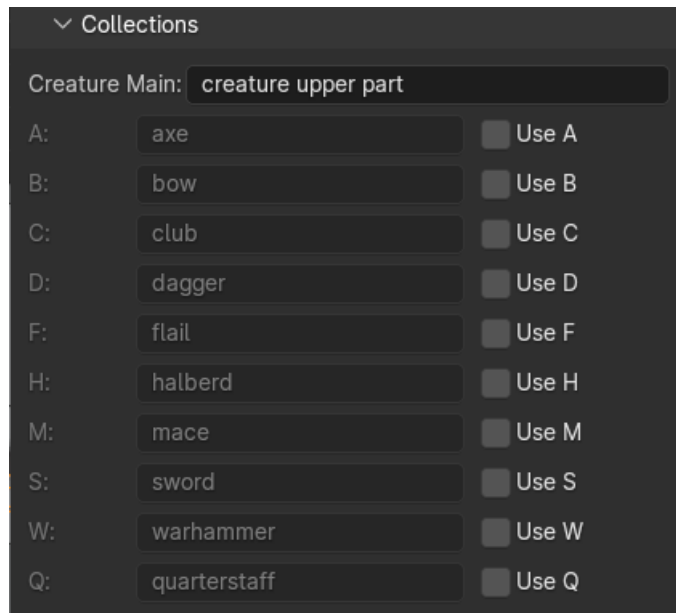 Collections
Creature Main: creature upper part
A: axe Use A
B: bow Use B
C: club Use C
D: dagger Use D
F: flail Use F
H: halberd Use H
M: mace Use M
S: sword Use S
W: warhammer Use W
Q: quarterstaff Use Q